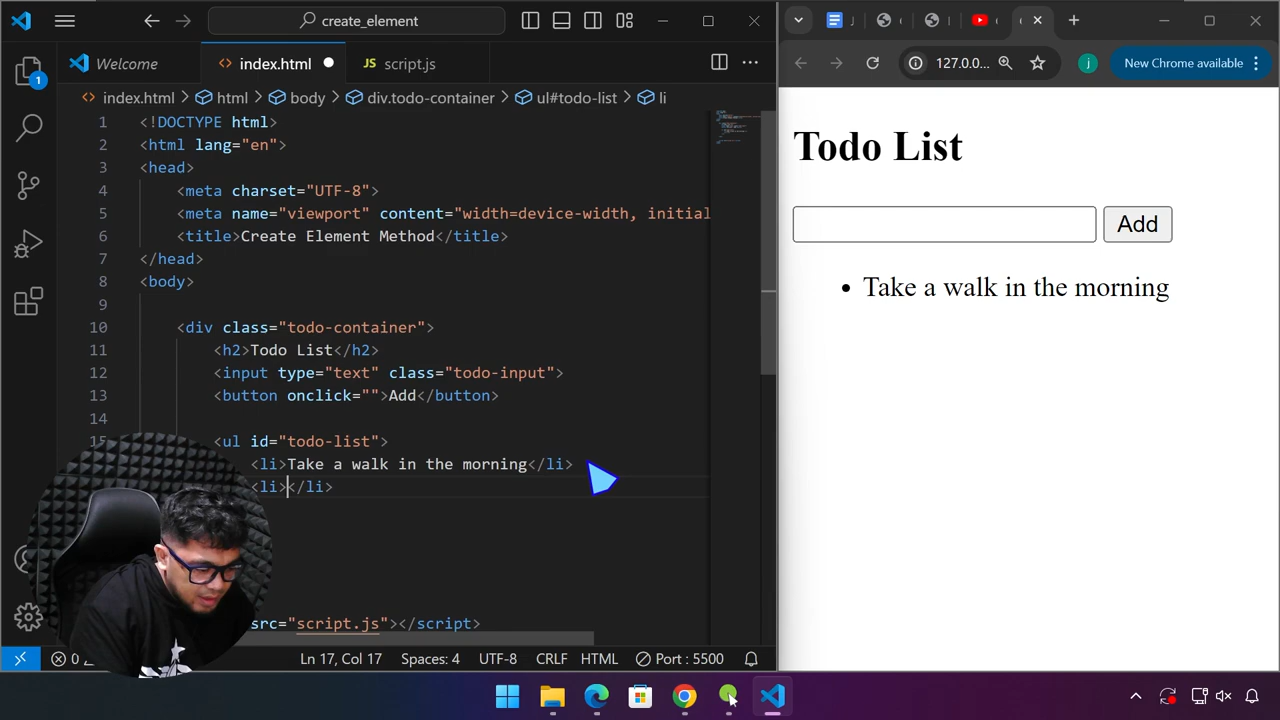 create_element
Welcome
index.html
JS script.js
index.html > html > body > div.todo-container > ul#todo-list > li
1 <!DOCTYPE html>
2 <html lang="en">
3 <head>
4 <meta charset="UTF-8">
5 <meta name="viewport" content="width=device-width, initial
6 <title>Create Element Method</title>
7 </head>
8 <body>
9
10 <div class="todo-container">
11 <h2>Todo List</h2>
12 <input type="text" class="todo-input">
13 <button onclick="">Add</button>
14
15 <ul id="todo-list">
<li>Take a walk in the morning</li>
<li></li>
src="script.js"></script>
1
0
Ln 17, Col 17
Spaces: 4
UTF-8
CRLF
HTML
Port : 5500
127.0.0...
j
New Chrome available
Todo List
Add
• Take a walk in the morning